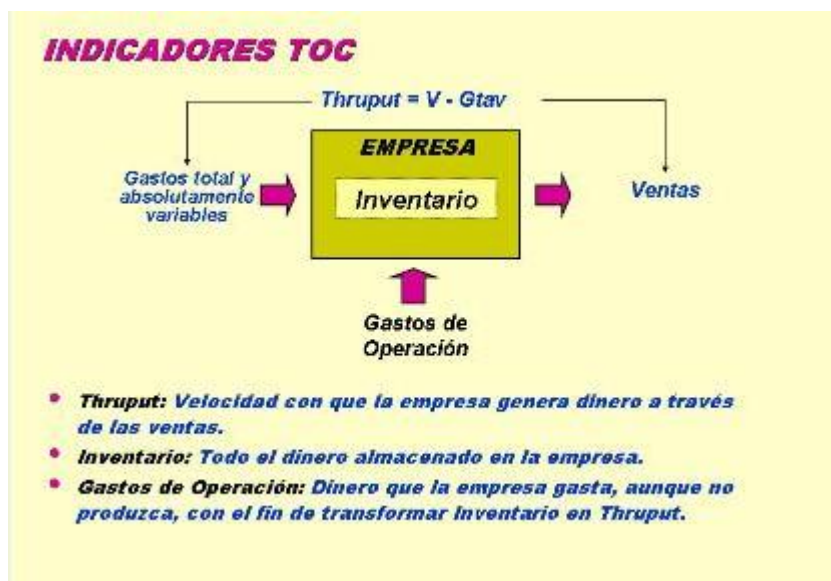 INDICADORES TOC
Thruput = V - Gtav
EMPRESA
Gastos total y
absolutamente
variables
Inventario
Ventas
Gastos de
Operación
• Thruput: Velocidad con que la empresa genera dinero a través
de las ventas.
• Inventario: Todo el dinero almacenado en la empresa.
• Gastos de Operación: Dinero que la empresa gasta, aunque no
produzca, con el fin de transformar Inventario en Thruput.